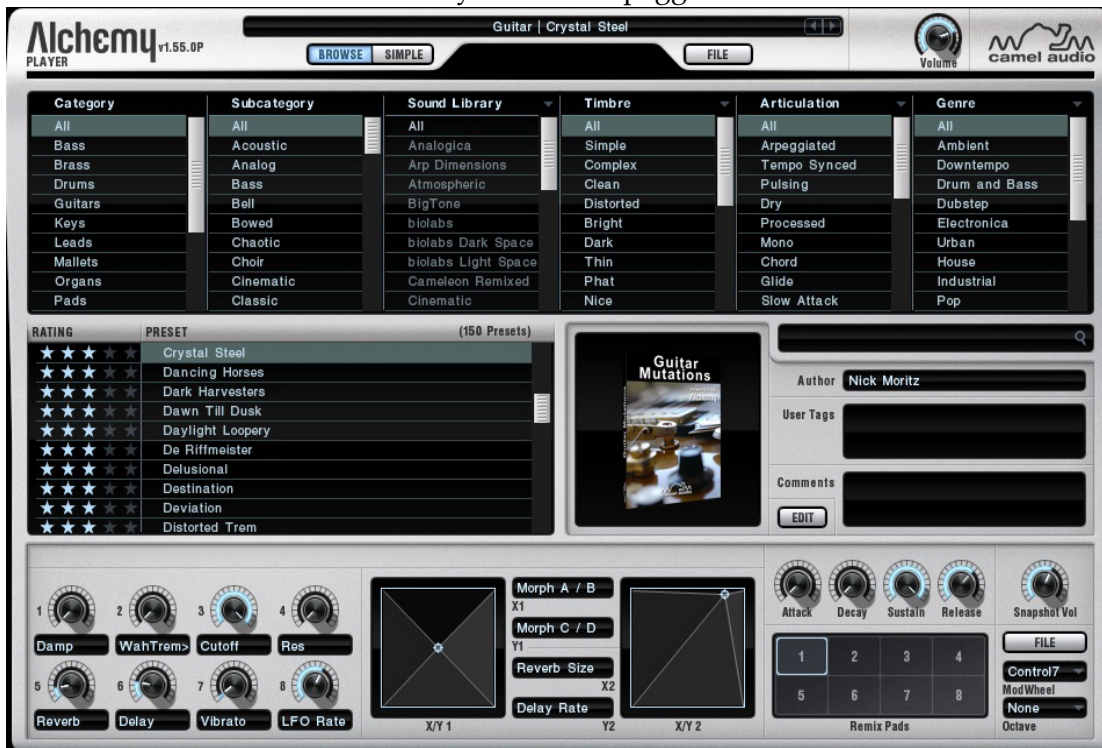 Alchemy v1.55.0P
PLAYER
Guitar | Crystal Steel
BROWSE SIMPLE FILE
Volume
camel audio
Category Subcategory Sound Library Timbre Articulation Genre
All All All All All All
Bass Acoustic Analogica Simple Arpeggiated Ambient
Brass Analog Arp Dimensions Complex Tempo Synced Downtempo
Drums Bass Atmospheric Clean Pulsing Drum and Bass
Guitars Bell BigTone Distorted Dry Dubstep
Keys Bowed biolabs Bright Processed Electronica
Leads Chaotic biolabs Dark Space Dark Mono Urban
Mallets Choir biolabs Light Space Thin Chord House
Organs Cinematic Cameleon Remixed Phat Glide Industrial
Pads Classic Cinematic Nice Slow Attack Pop
RATING PRESET (150 Presets)
Crystal Steel
Dancing Horses
Dark Harvesters
Dawn Till Dusk
Daylight Loopery
De Riffmeister
Delusional
Destination
Deviation
Distorted Trem
Guitar
Mutations
Author Nick Moritz
User Tags
Comments
EDIT
1 2 3 4
Damp WahTrem> Cutoff Res
5 6 7 8
Reverb Delay Vibrato LFO Rate
X/Y 1
Morph A / B
X1
Morph C / D
Y1
Reverb Size
X2
Delay Rate
Y2
X/Y 2
Attack Decay Sustain Release
1 2 3 4
5 6 7 8
Remix Pads
Snapshot Vol
FILE
Control7
ModWheel
None
Octave